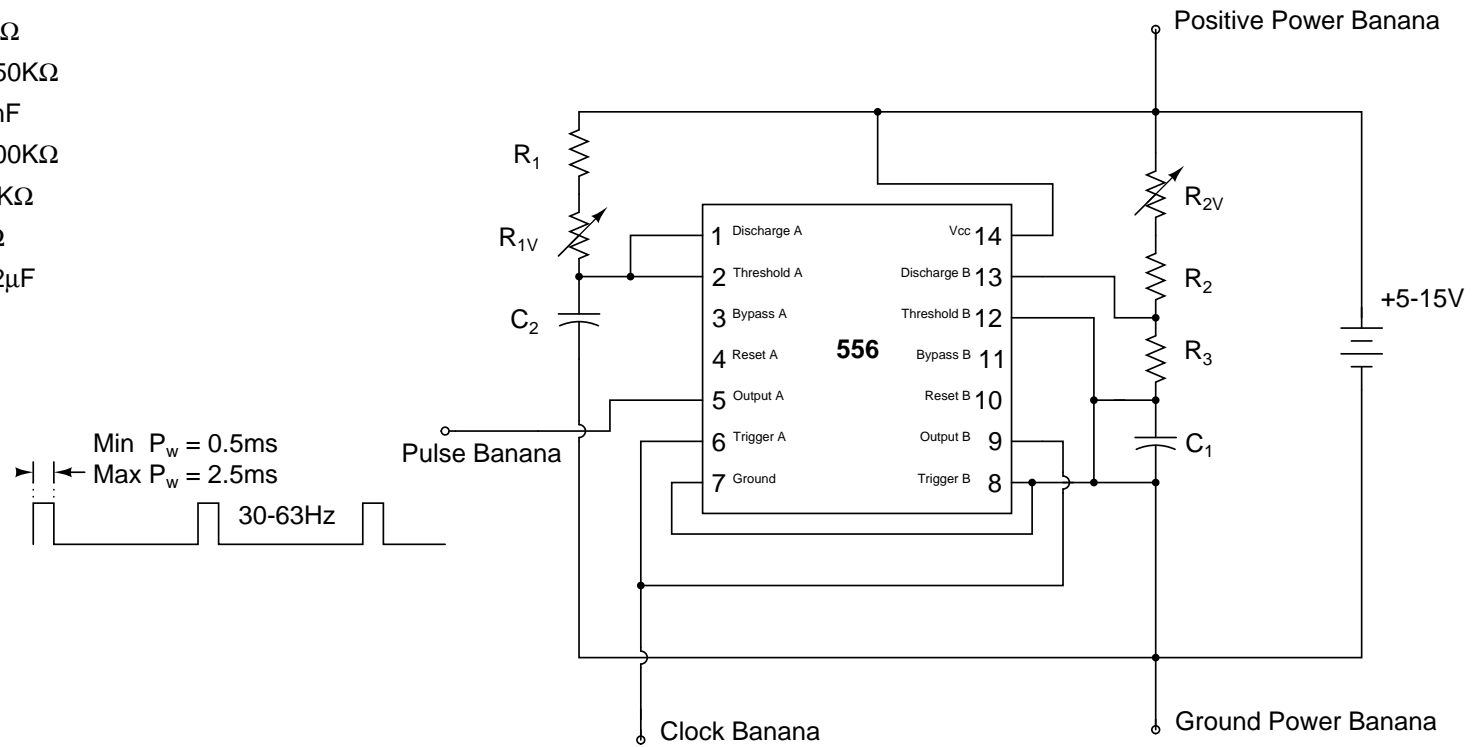 Ω
50KΩ
nF
00KΩ
KΩ
Ω
2μF
Positive Power Banana
R1
R1V
C2
R2V
R2
R3
C1
+5-15V
1 Discharge A
2 Threshold A
3 Bypass A
4 Reset A
5 Output A
6 Trigger A
7 Ground
556
Vcc 14
Discharge B 13
Threshold B 12
Bypass B 11
Reset B 10
Output B 9
Trigger B 8
Pulse Banana
Min Pw = 0.5ms
Max Pw = 2.5ms
30-63Hz
Clock Banana
Ground Power Banana